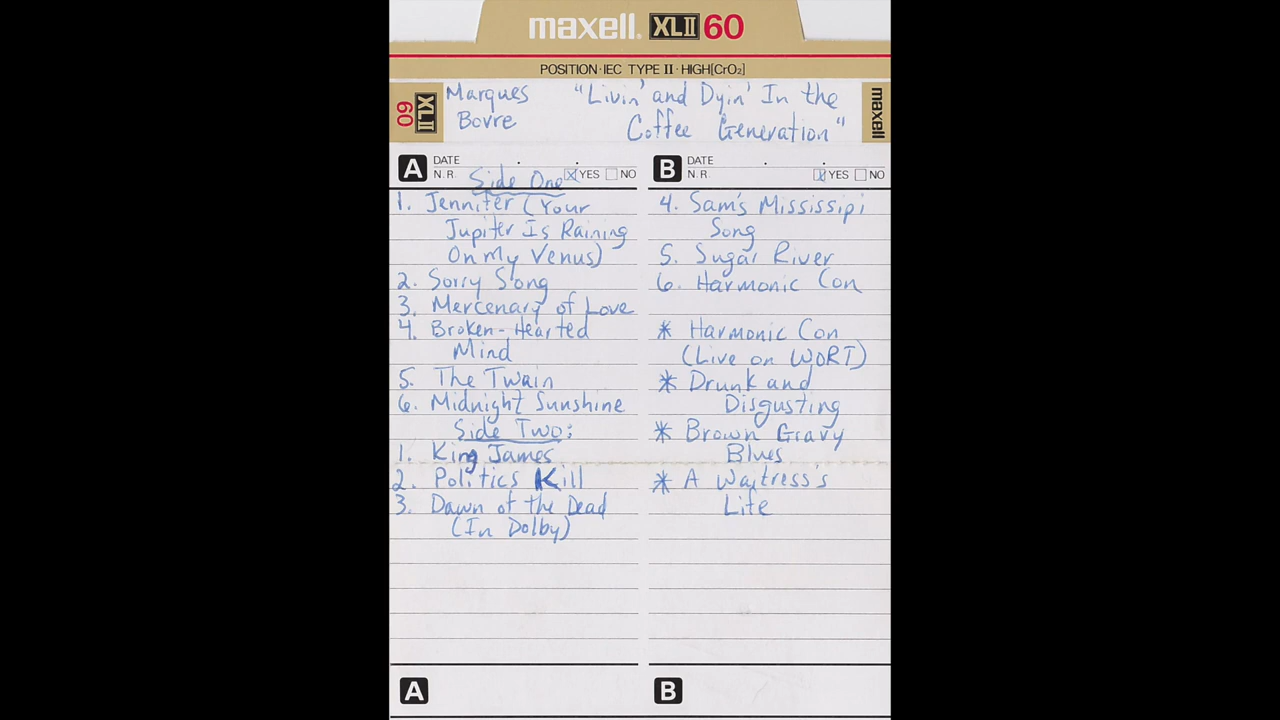 maxell. XLII 60
POSITION·IEC TYPE II·HIGH[CrO₂]
XLII 60
Marques
Bovre
"Livin' and Dyin' In the
Coffee Generation"
maxell
A DATE . .
N.R. YES NO
Side One
1. Jennifer (Your
Jupiter Is Raining
On My Venus)
2. Sorry Song
3. Mercenary of Love
4. Broken-Hearted
Mind
5. The Twain
6. Midnight Sunshine
Side Two:
1. King James
2. Politics Kill
3. Dawn of the Dead
(In Dolby)
A
B DATE . .
N.R. YES NO
4. Sam's Mississipi
Song
5. Sugar River
6. Harmonic Con
* Harmonic Con
(Live on WORT)
* Drunk and
Disgusting
* Brown Gravy
Blues
* A Waitress's
Life
B